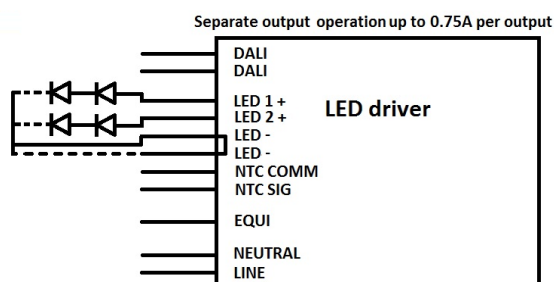 Separate output operation up to 0.75A per output
DALI
DALI
LED 1 +
LED 2 +
LED -
LED -
LED driver
NTC COMM
NTC SIG
EQUI
NEUTRAL
LINE